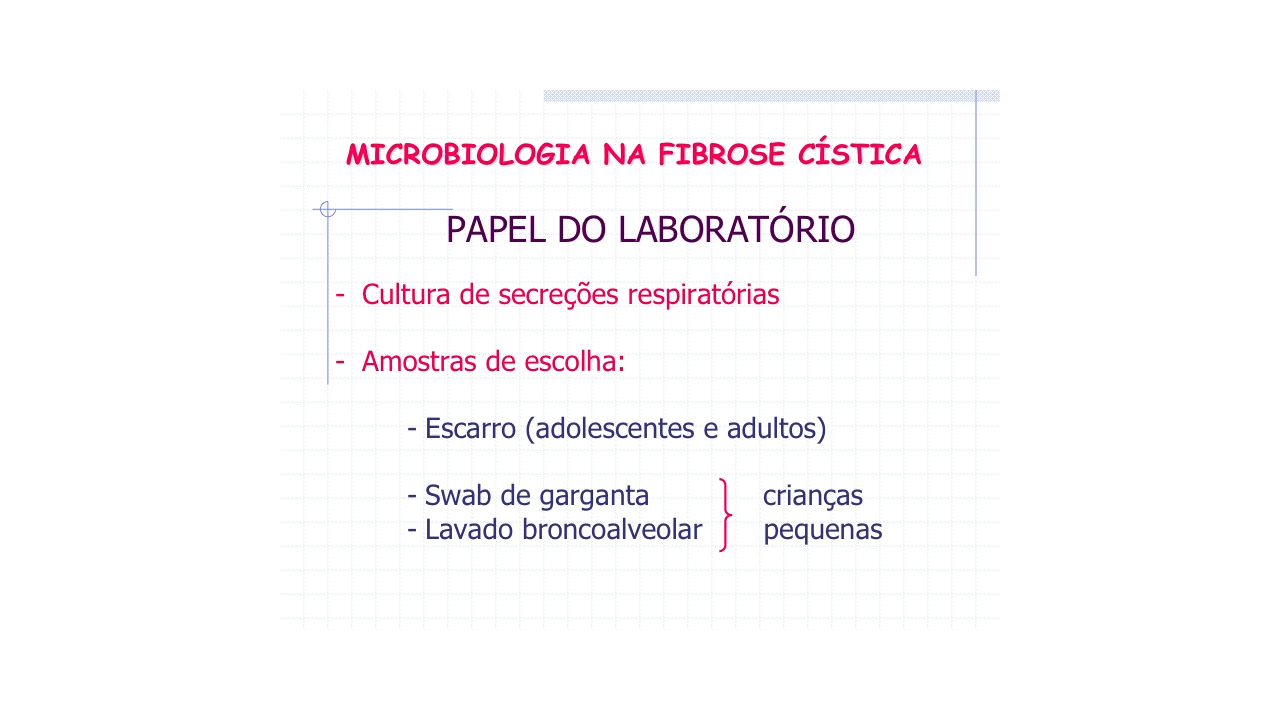 MICROBIOLOGIA NA FIBROSE CÍSTICA
PAPEL DO LABORATÓRIO
- Cultura de secreções respiratórias
- Amostras de escolha:
- Escarro (adolescentes e adultos)
- Swab de garganta crianças
- Lavado broncoalveolar pequenas